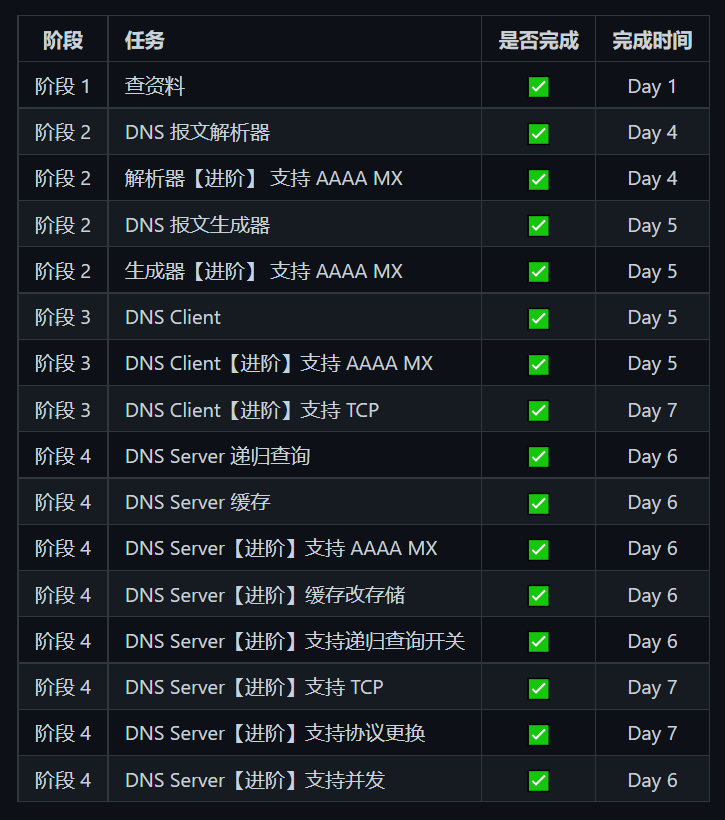 阶段 任务 是否完成 完成时间
阶段 1 查资料 ✅ Day 1
阶段 2 DNS 报文解析器 ✅ Day 4
阶段 2 解析器【进阶】 支持 AAAA MX ✅ Day 4
阶段 2 DNS 报文生成器 ✅ Day 5
阶段 2 生成器【进阶】 支持 AAAA MX ✅ Day 5
阶段 3 DNS Client ✅ Day 5
阶段 3 DNS Client【进阶】支持 AAAA MX ✅ Day 5
阶段 3 DNS Client【进阶】支持 TCP ✅ Day 7
阶段 4 DNS Server 递归查询 ✅ Day 6
阶段 4 DNS Server 缓存 ✅ Day 6
阶段 4 DNS Server【进阶】支持 AAAA MX ✅ Day 6
阶段 4 DNS Server【进阶】缓存改存储 ✅ Day 6
阶段 4 DNS Server【进阶】支持递归查询开关 ✅ Day 6
阶段 4 DNS Server【进阶】支持 TCP ✅ Day 7
阶段 4 DNS Server【进阶】支持协议更换 ✅ Day 7
阶段 4 DNS Server【进阶】支持并发 ✅ Day 6